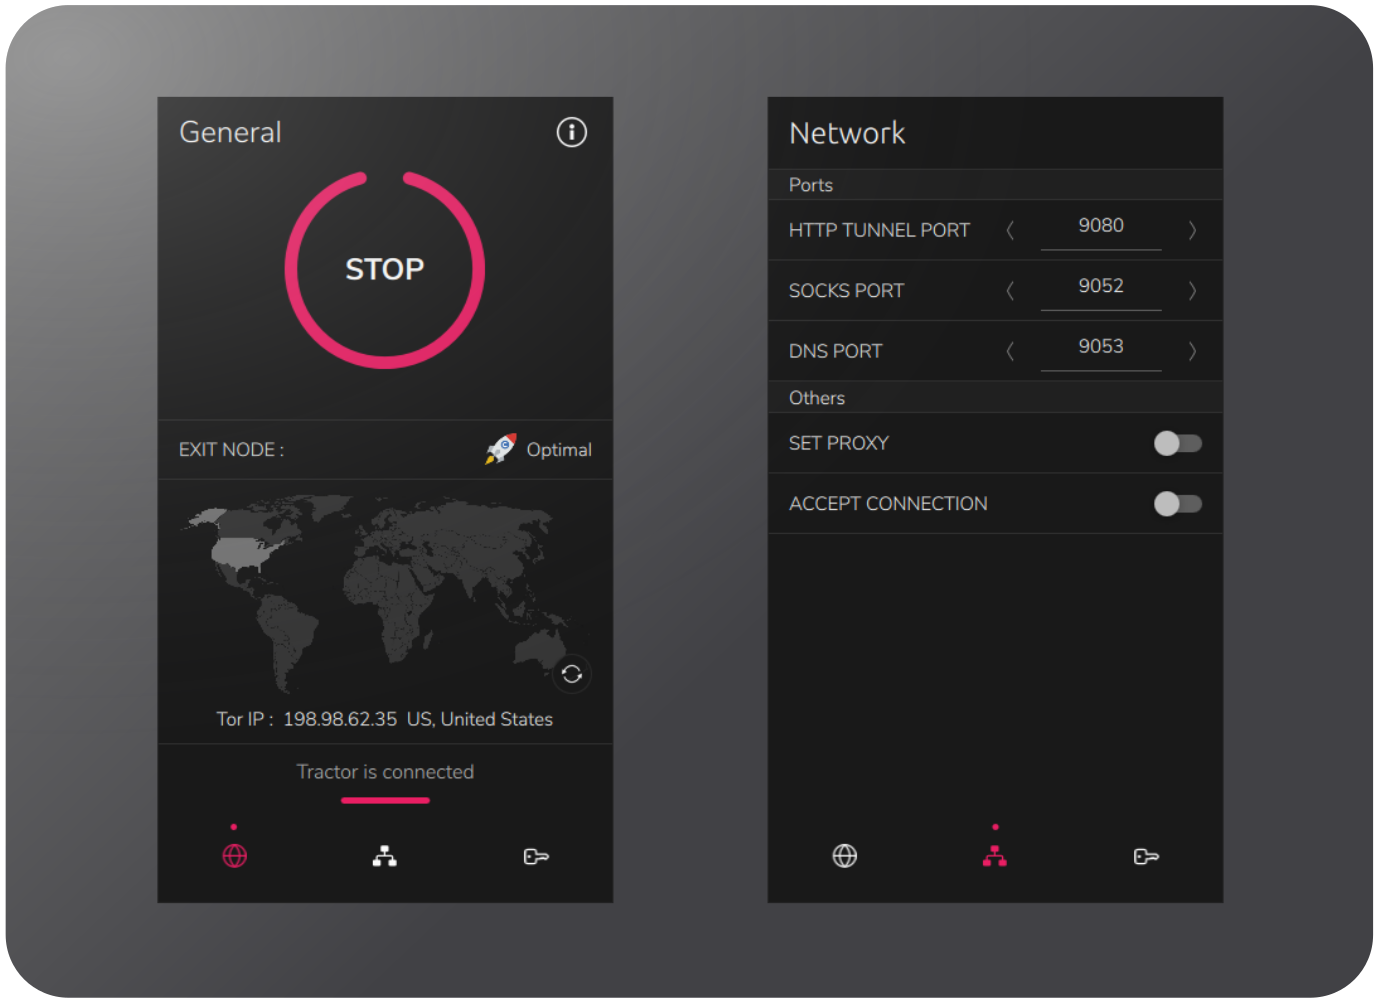 General
STOP
EXIT NODE : Optimal
Tor IP : 198.98.62.35 US, United States
Tractor is connected
Network
Ports
HTTP TUNNEL PORT 9080
SOCKS PORT 9052
DNS PORT 9053
Others
SET PROXY
ACCEPT CONNECTION